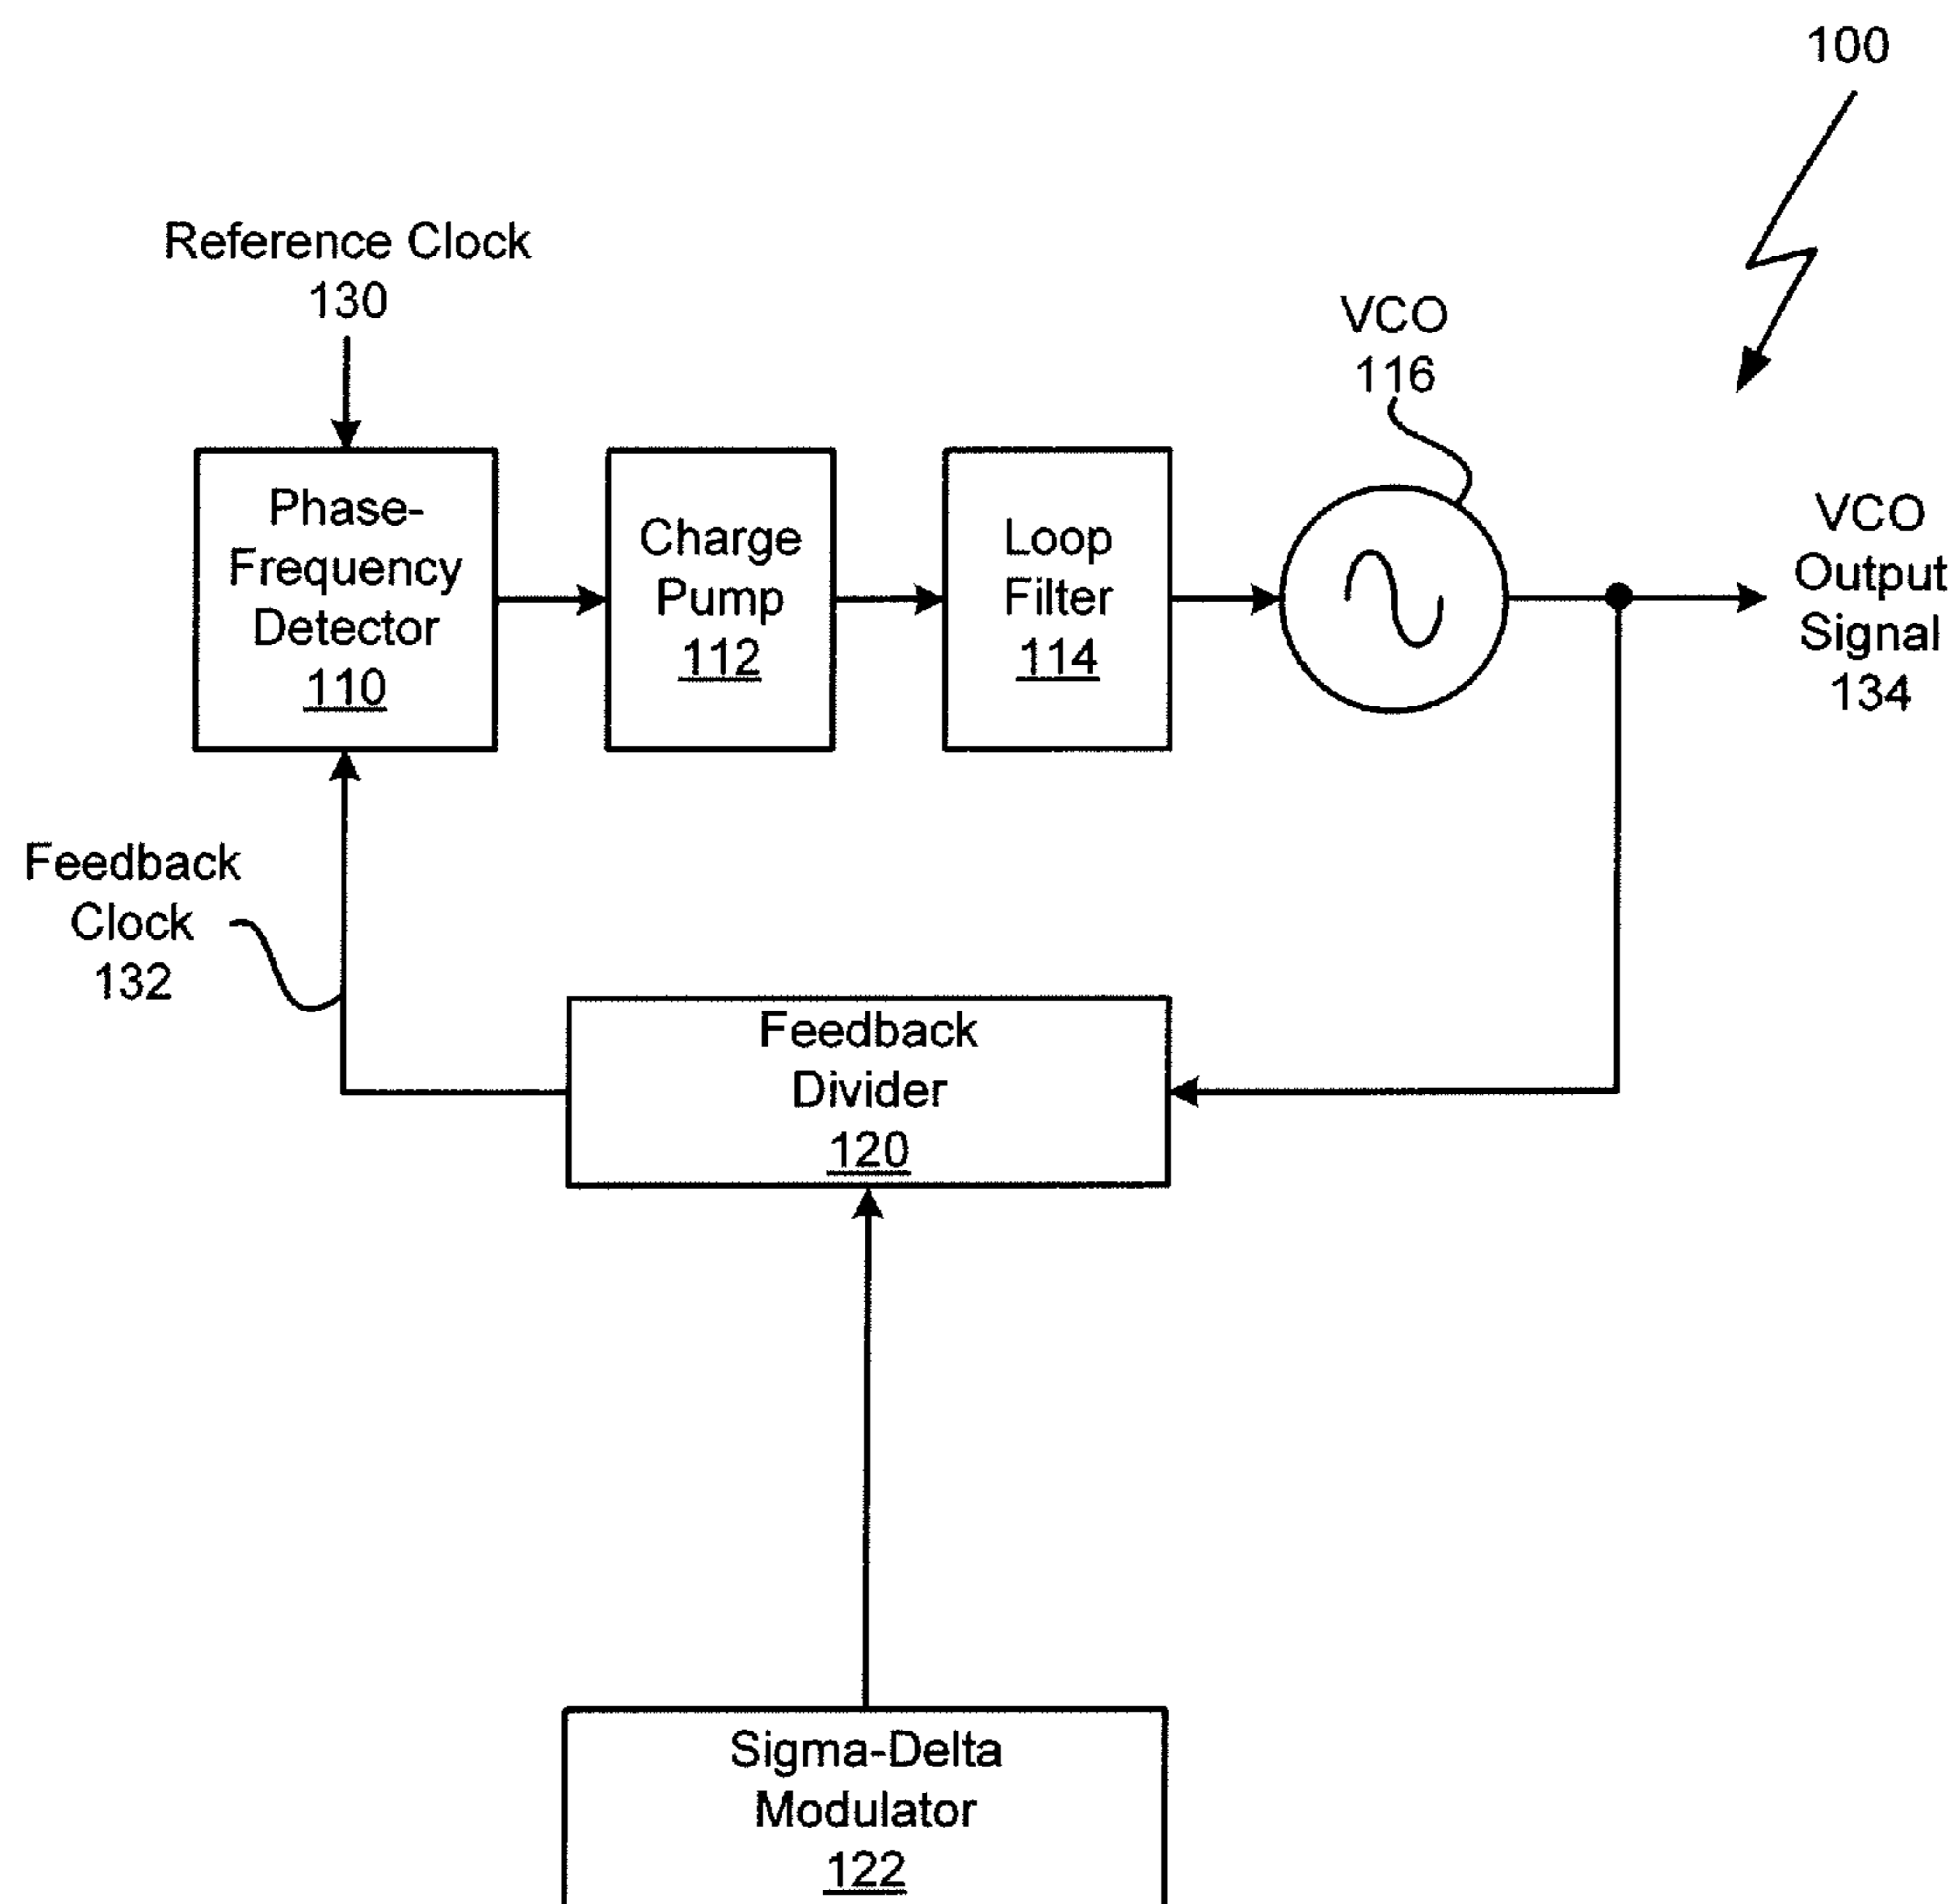 100
Reference Clock
130
VCO
116
Phase-
Frequency
Detector
110
Charge
Pump
112
Loop
Filter
114
VCO
Output
Signal
134
Feedback
Clock
132
Feedback
Divider
120
Sigma-Delta
Modulator
122